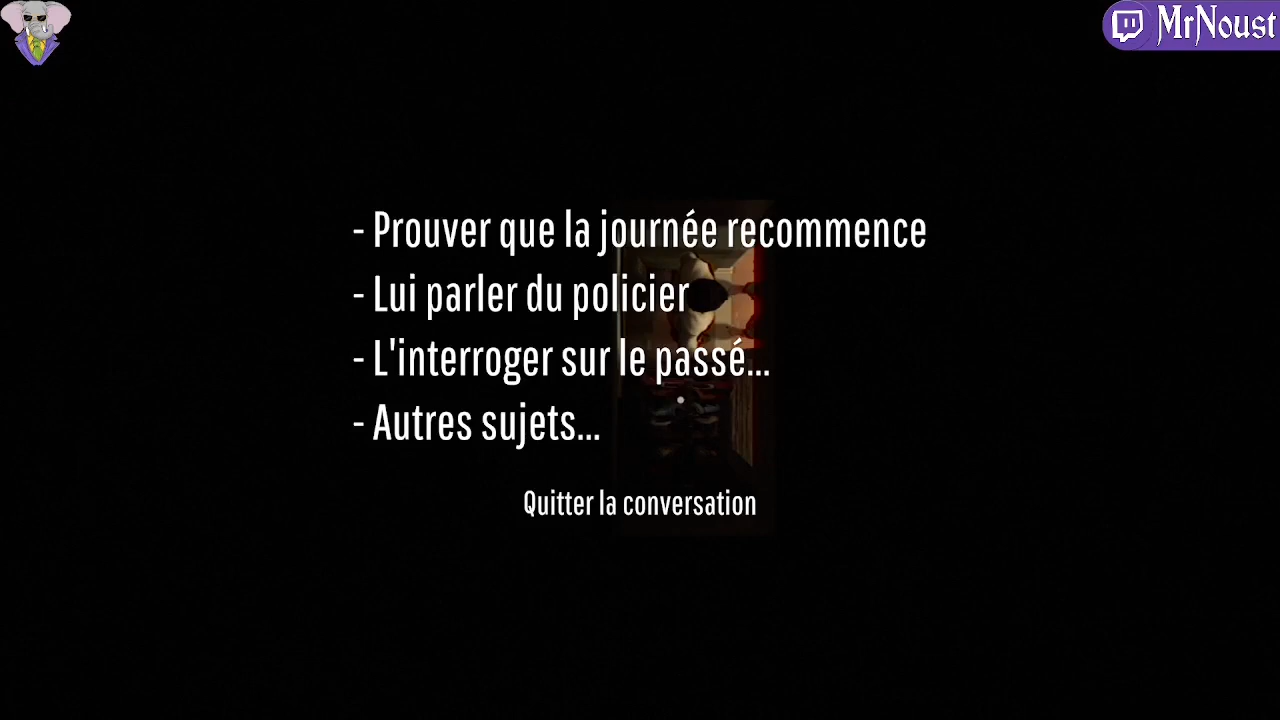 MrNoust
- Prouver que la journée recommence
- Lui parler du policier
- L'interroger sur le passé...
- Autres sujets...
Quitter la conversation